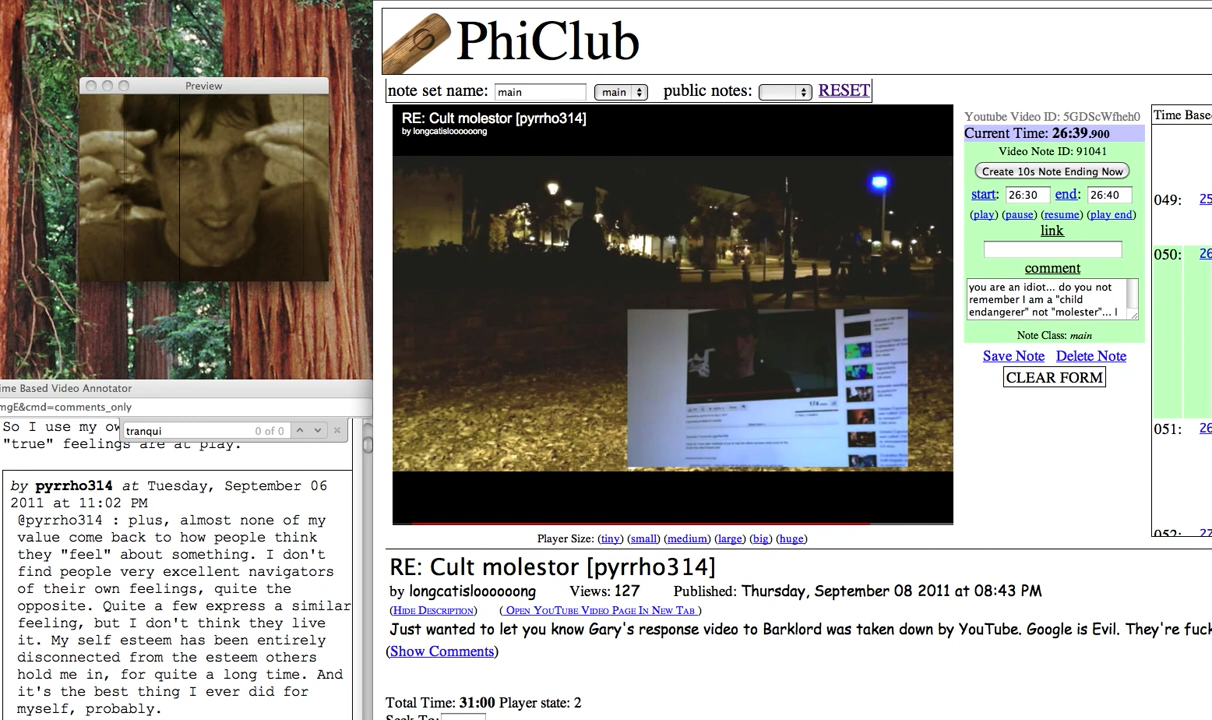 Preview
ime Based Video Annotator
mgE&cmd=comments_only
So I use my ow
tranqui
0 of 0
"true" feelings are at play.
by pyrrho314 at Tuesday, September 06
2011 at 11:02 PM
@pyrrho314 : plus, almost none of my
value come back to how people think
they "feel" about something. I don't
find people very excellent navigators
of their own feelings, quite the
opposite. Quite a few express a similar
feeling, but I don't think they live
it. My self esteem has been entirely
disconnected from the esteem others
hold me in, for quite a long time. And
it's the best thing I ever did for
myself, probably.
PhiClub
note set name: main main public notes: RESET
RE: Cult molestor [pyrrho314]
by longcatisloooooong
Youtube Video ID: 5GDScWfheh0
Current Time: 26:39.900
Video Note ID: 91041
Create 10s Note Ending Now
start: 26:30 end: 26:40
(play) (pause) (resume) (play end)
link
comment
you are an idiot... do you not
remember I am a "child
endangerer" not "molester"... I
Note Class: main
Save Note Delete Note
CLEAR FORM
Time Base
049: 25
050: 26
051: 26
052: 27
Player Size: (tiny) (small) (medium) (large) (big) (huge)
RE: Cult molestor [pyrrho314]
by longcatisloooooong Views: 127 Published: Thursday, September 08 2011 at 08:43 PM
(Hide Description) ( Open YouTube Video Page In New Tab )
Just wanted to let you know Gary's response video to Barklord was taken down by YouTube. Google is Evil. They're fuck
(Show Comments)
Total Time: 31:00 Player state: 2
Seek To: